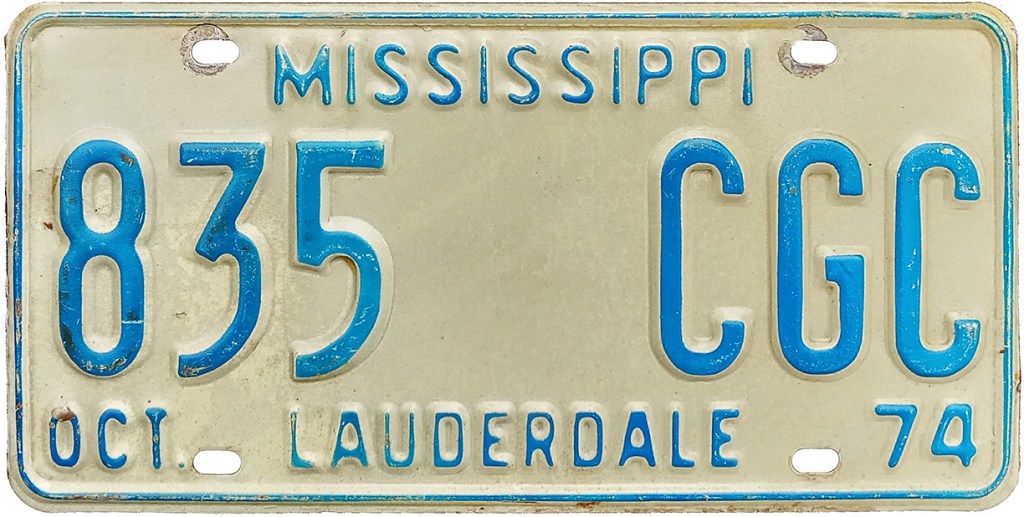 MISSISSIPPI
835 CGC
OCT. LAUDERDALE 74